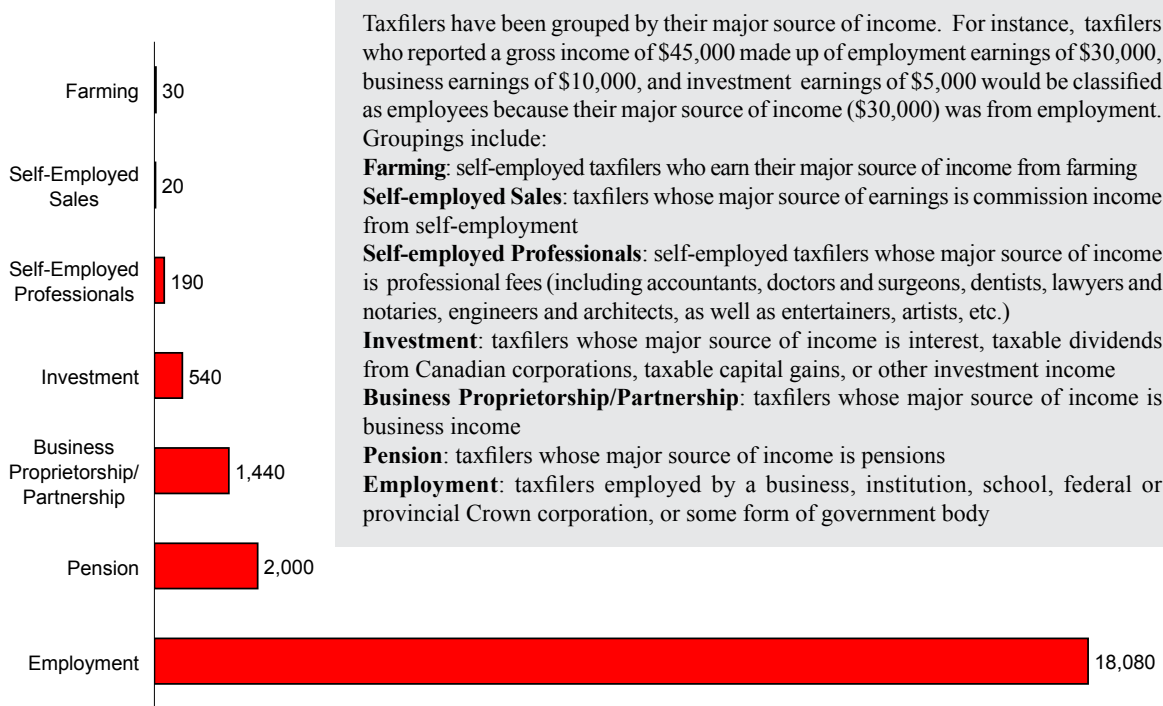 Taxfilers have been grouped by their major source of income. For instance, taxfilers
who reported a gross income of $45,000 made up of employment earnings of $30,000,
business earnings of $10,000, and investment earnings of $5,000 would be classified
as employees because their major source of income ($30,000) was from employment.
Groupings include:
Farming: self-employed taxfilers who earn their major source of income from farming
Self-employed Sales: taxfilers whose major source of earnings is commission income
from self-employment
Self-employed Professionals: self-employed taxfilers whose major source of income
is professional fees (including accountants, doctors and surgeons, dentists, lawyers and
notaries, engineers and architects, as well as entertainers, artists, etc.)
Investment: taxfilers whose major source of income is interest, taxable dividends
from Canadian corporations, taxable capital gains, or other investment income
Business Proprietorship/Partnership: taxfilers whose major source of income is
business income
Pension: taxfilers whose major source of income is pensions
Employment: taxfilers employed by a business, institution, school, federal or
provincial Crown corporation, or some form of government body
Farming
30
Self-Employed
Sales
20
Self-Employed
Professionals
190
Investment
540
Business
Proprietorship/
Partnership
1,440
Pension
2,000
Employment
18,080